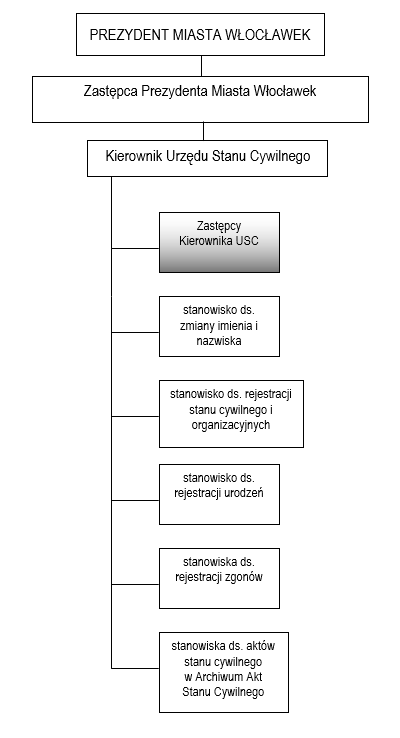 PREZYDENT MIASTA WŁOCŁAWEK
Zastępca Prezydenta Miasta Włocławek
Kierownik Urzędu Stanu Cywilnego
Zastępcy
Kierownika USC
stanowisko ds.
zmiany imienia i
nazwiska
stanowisko ds. rejestracji
stanu cywilnego i
organizacyjnych
stanowisko ds.
rejestracji urodzeń
stanowiska ds.
rejestracji zgonów
stanowiska ds. aktów
stanu cywilnego
w Archiwum Akt
Stanu Cywilnego